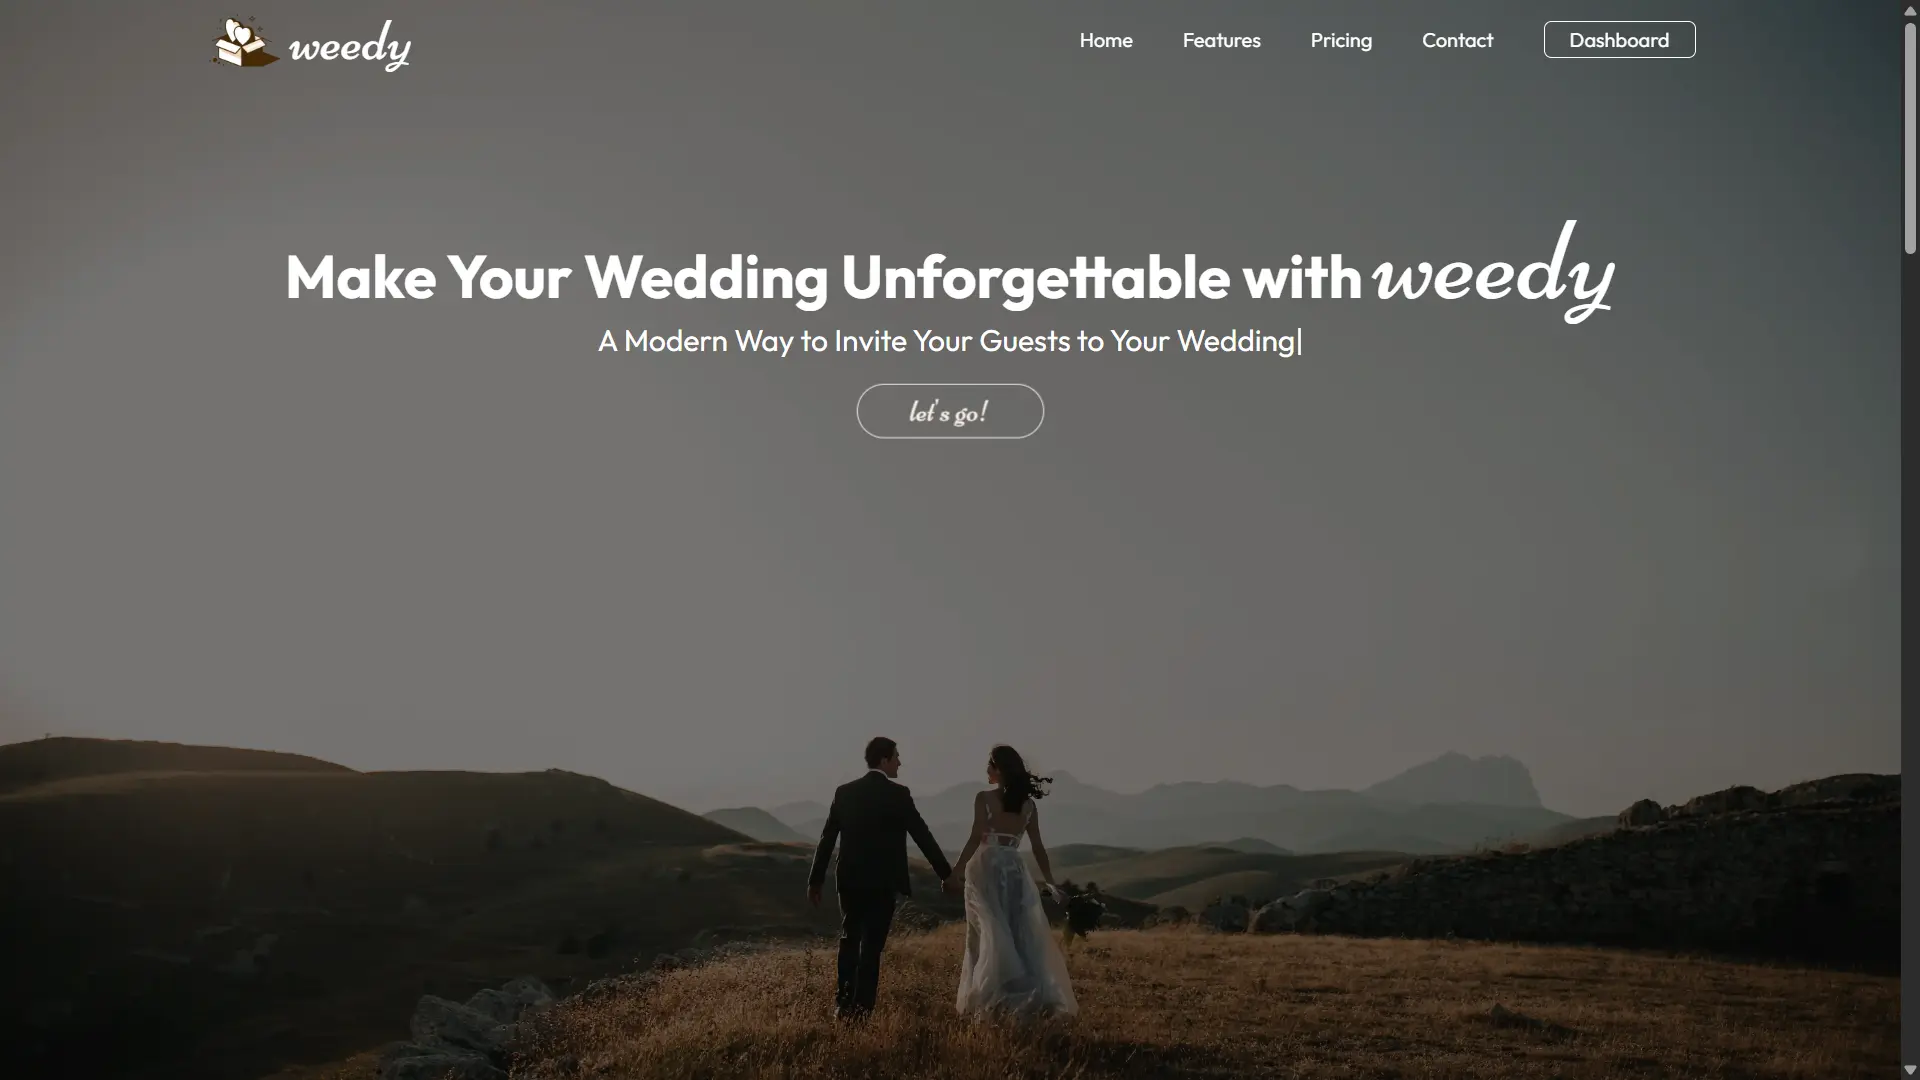 weedy
Home
Features
Pricing
Contact
Dashboard
Make Your Wedding Unforgettable with weedy
A Modern Way to Invite Your Guests to Your Wedding|
let's go!